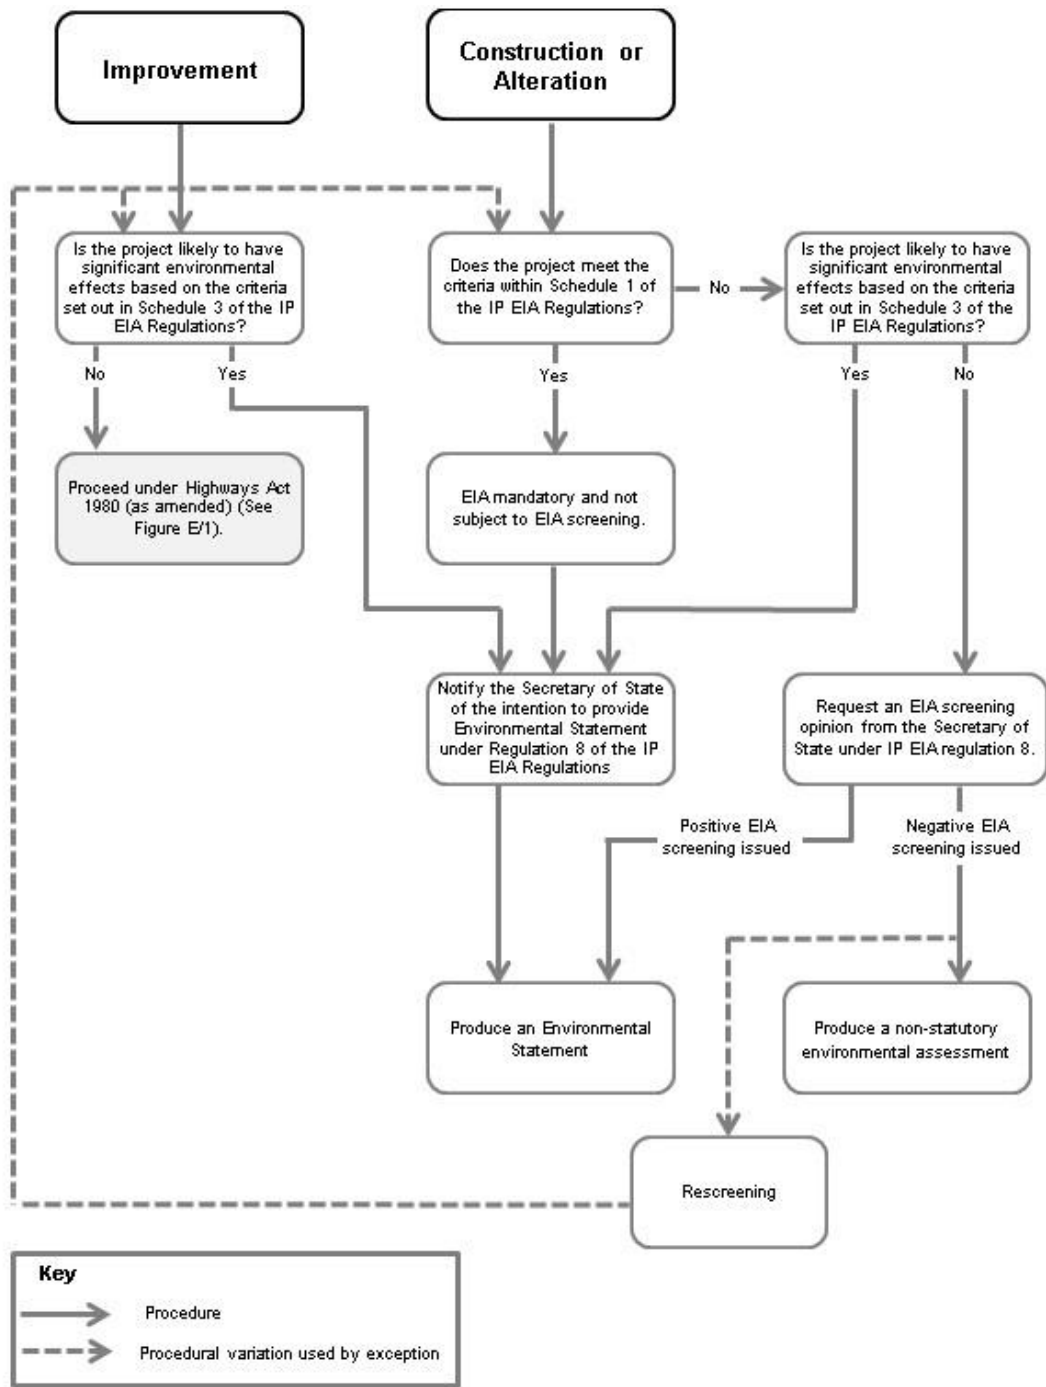 Improvement
Construction or
Alteration
Is the project likely to have
significant environmental
effects based on the criteria
set out in Schedule 3 of the IP
EIA Regulations?
Does the project meet the
criteria within Schedule 1 of
the IP EIA Regulations?
No
Is the project likely to have
significant environmental
effects based on the criteria
set out in Schedule 3 of the
IP EIA Regulations?
No
Yes
Yes
Yes
No
Proceed under Highways Act
1980 (as amended) (See
Figure E/1).
EIA mandatory and not
subject to EIA screening.
Notify the Secretary of State
of the intention to provide
Environmental Statement
under Regulation 8 of the IP
EIA Regulations
Request an EIA screening
opinion from the Secretary of
State under IP EIA regulation 8.
Positive EIA
screening issued
Negative EIA
screening issued
Produce an Environmental
Statement
Produce a non-statutory
environmental assessment
Rescreening
Key
Procedure
Procedural variation used by exception